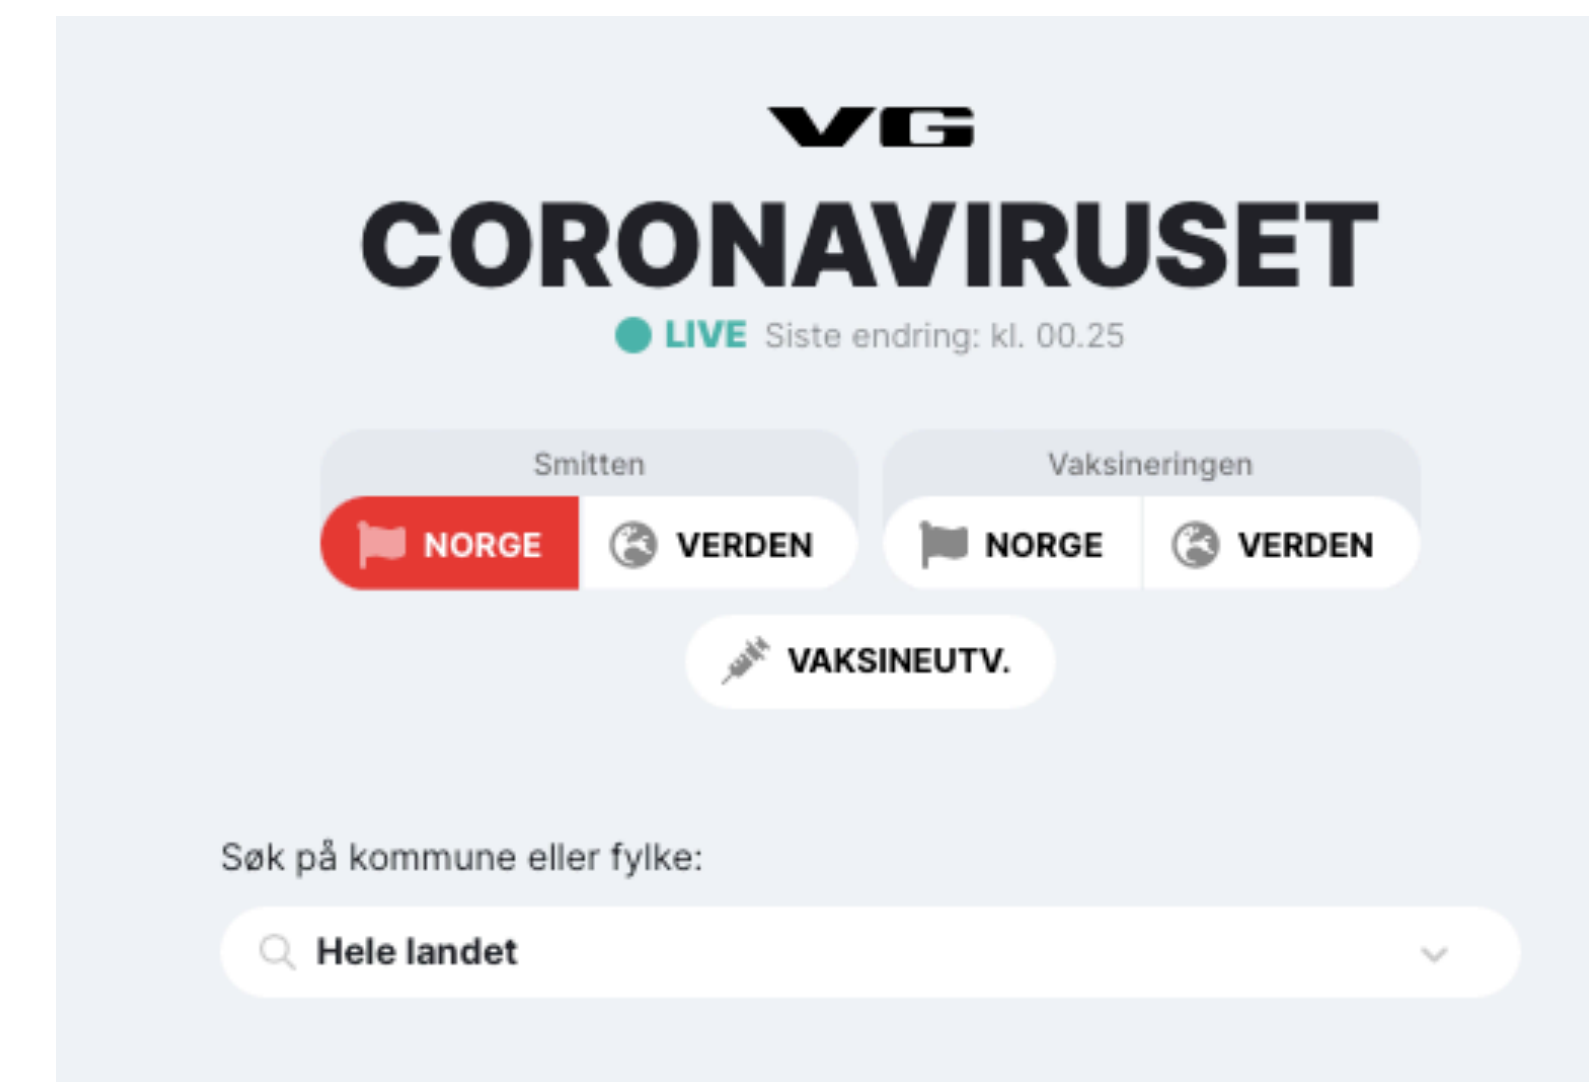 VG
CORONAVIRUSET
LIVE Siste endring: kl. 00.25
Smitten
NORGE VERDEN
Vaksineringen
NORGE VERDEN
VAKSINEUTV.
Søk på kommune eller fylke:
Hele landet